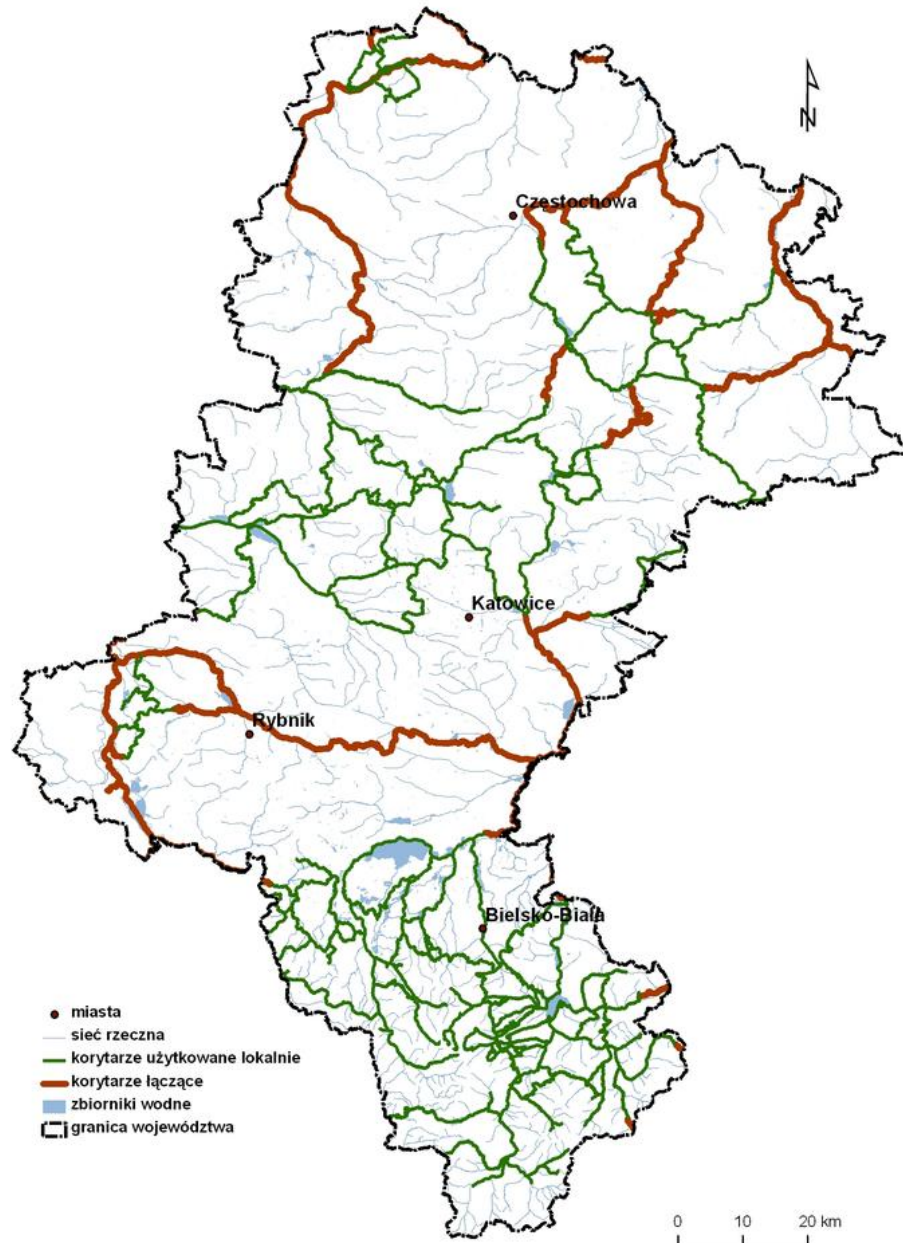 N
Częstochowa
Katowice
Rybnik
Bielsko-Biała
miasta
sieć rzeczna
korytarze użytkowane lokalnie
korytarze łączące
zbiorniki wodne
granica województwa
0 10 20 km